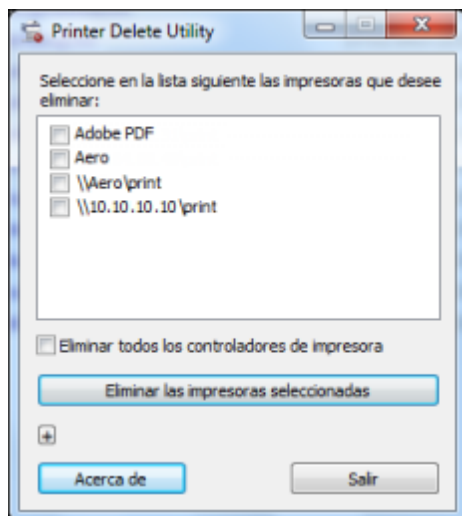 Printer Delete Utility
Seleccione en la lista siguiente las impresoras que desee
eliminar:
Adobe PDF
Aero
\\Aero\print
\\10.10.10.10\print
Eliminar todos los controladores de impresora
Eliminar las impresoras seleccionadas
Acerca de
Salir